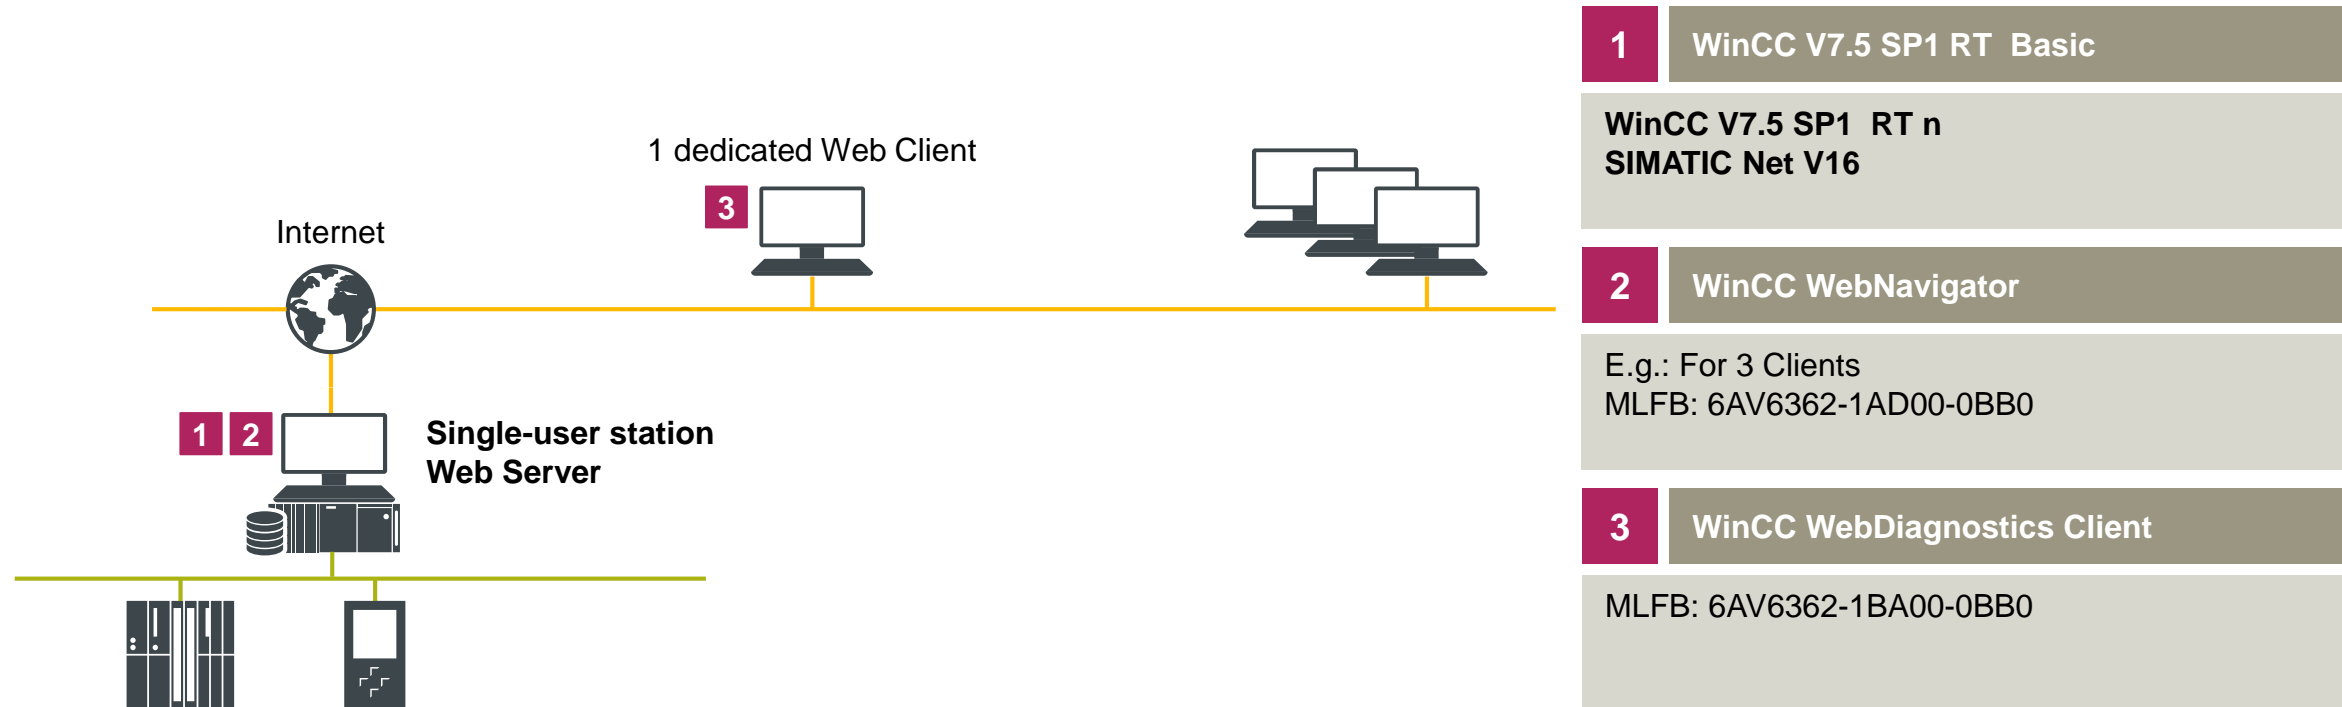 1 dedicated Web Client
3
Internet
1 2
Single-user station
Web Server
1 WinCC V7.5 SP1 RT  Basic
WinCC V7.5 SP1  RT n
SIMATIC Net V16
2 WinCC WebNavigator
E.g.: For 3 Clients
MLFB: 6AV6362-1AD00-0BB0
3 WinCC WebDiagnostics Client
MLFB: 6AV6362-1BA00-0BB0